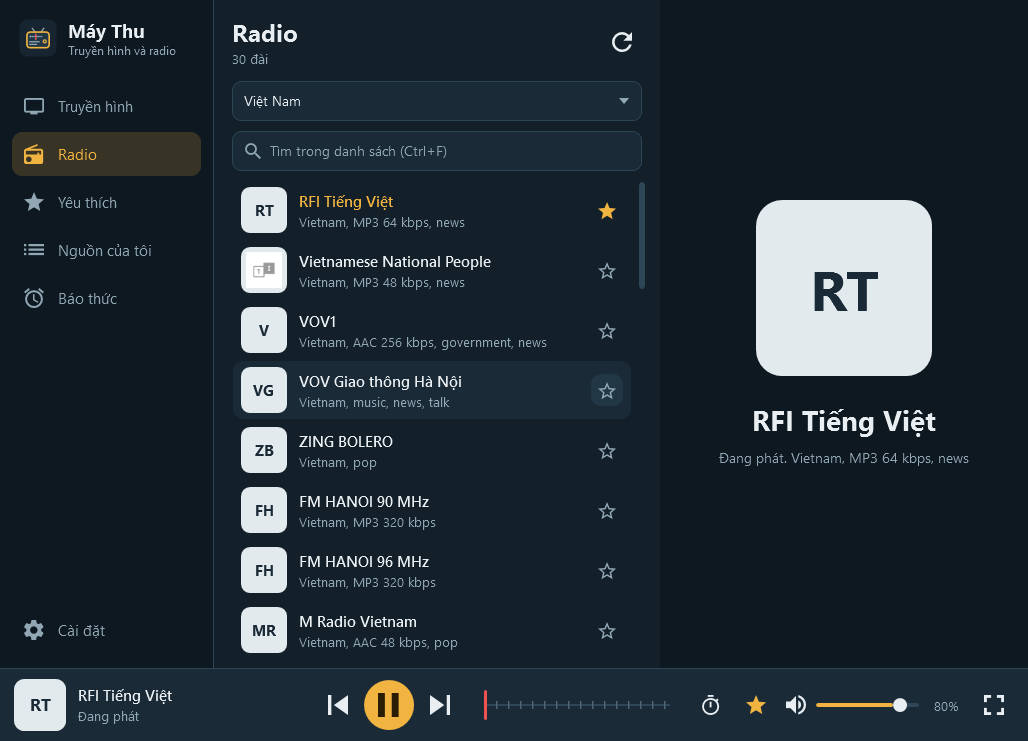 Máy Thu
Truyền hình và radio
Truyền hình
Radio
Yêu thích
Nguồn của tôi
Báo thức
Cài đặt
Radio
30 đài
Việt Nam
Tìm trong danh sách (Ctrl+F)
RT
RFI Tiếng Việt
Vietnam, MP3 64 kbps, news
Vietnamese National People
Vietnam, MP3 48 kbps, news
V
VOV1
Vietnam, AAC 256 kbps, government, news
VG
VOV Giao thông Hà Nội
Vietnam, music, news, talk
ZB
ZING BOLERO
Vietnam, pop
FH
FM HANOI 90 MHz
Vietnam, MP3 320 kbps
FH
FM HANOI 96 MHz
Vietnam, MP3 320 kbps
MR
M Radio Vietnam
Vietnam, AAC 48 kbps, pop
RT
RFI Tiếng Việt
Đang phát. Vietnam, MP3 64 kbps, news
RT
RFI Tiếng Việt
Đang phát
80%